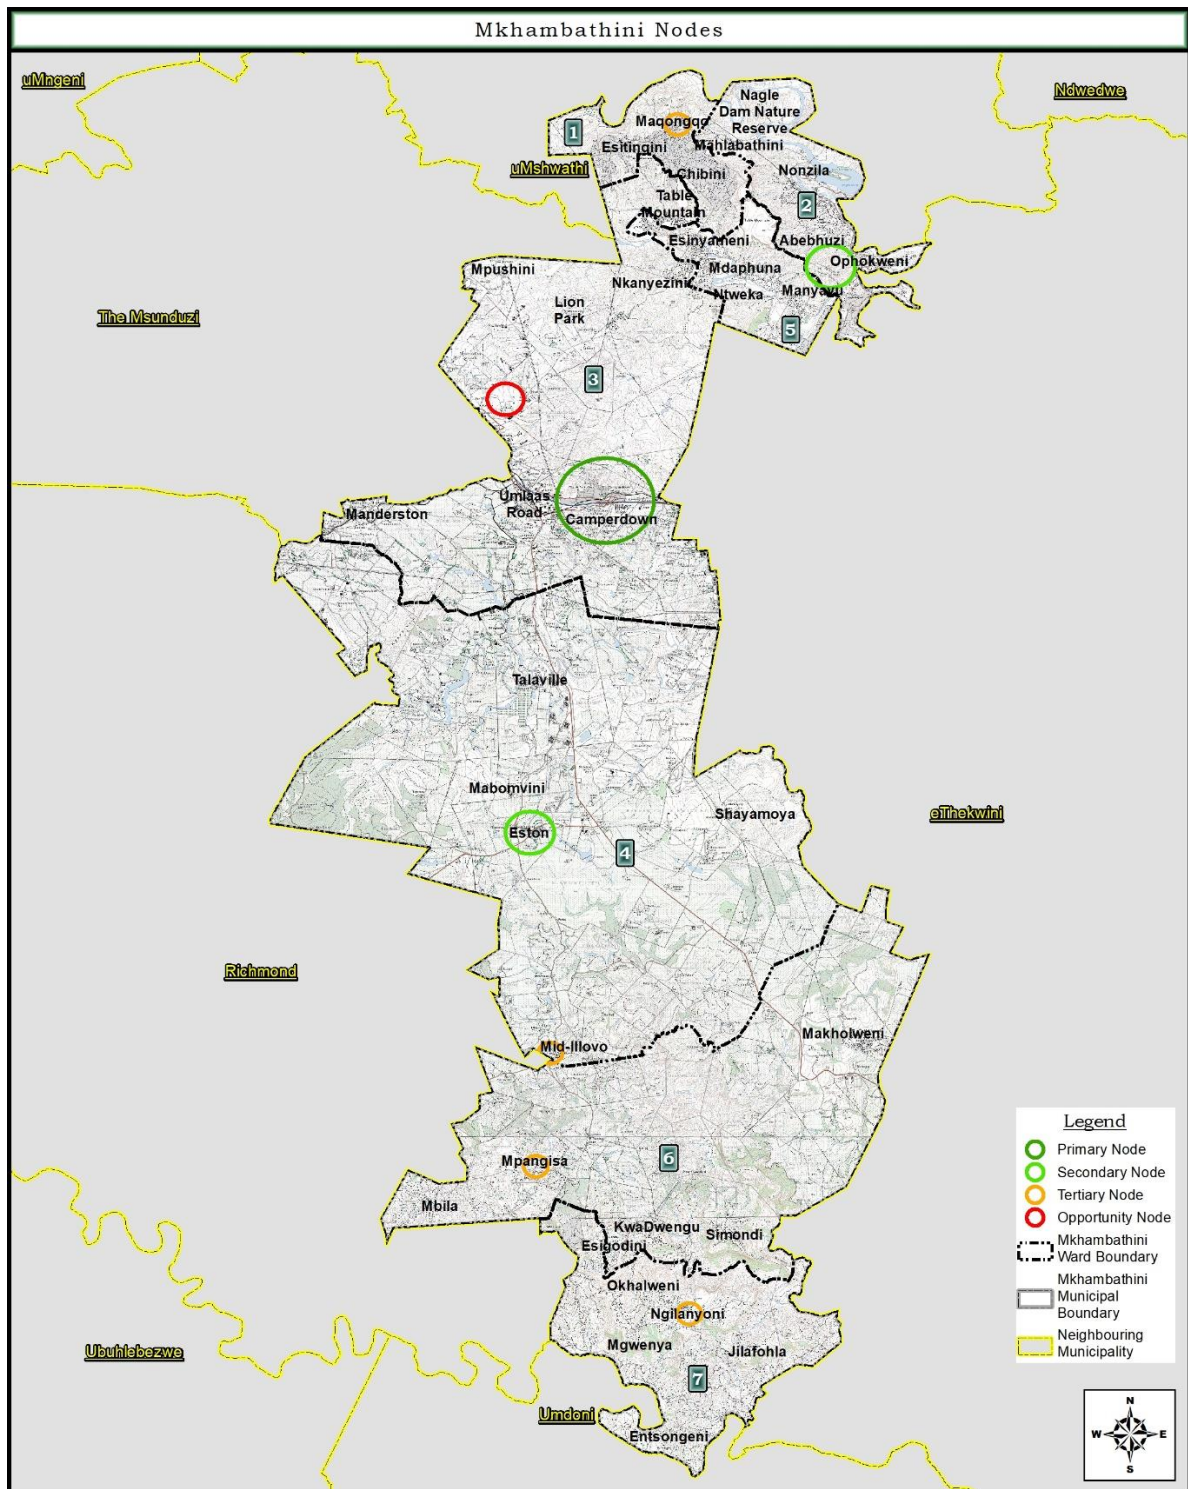 Mkhambathini Nodes
uMngeni
Ndwedwe
Nagle
Dam Nature
Reserve
Maqongqo
1
Mahlabathini
Esitingini
uMshwathi
Chibini
Nonzila
Table
Mountain
2
Esinyameni
Abebhuzi
Ophokweni
Mpushini
Mdaphuna
Nkanyezini
Ntweka
Manyavu
Lion
Park
The Msunduzi
5
3
Umlaas
Road
Manderston
Camperdown
Talaville
Mabomvini
Shayamoya
eThekwini
Eston
4
Richmond
Makholweni
Mid-Illovo
Mpangisa
6
Mbila
KwaDwengu
Simondi
Esigodini
Okhalweni
Ngilanyoni
Mgwenya
Jilafohla
Ubuhlebezwe
7
Umdoni
Entsongeni
Legend
Primary Node
Secondary Node
Tertiary Node
Opportunity Node
Mkhambathini
Ward Boundary
Mkhambathini
Municipal
Boundary
Neighbouring
Municipality
N
W
E
S